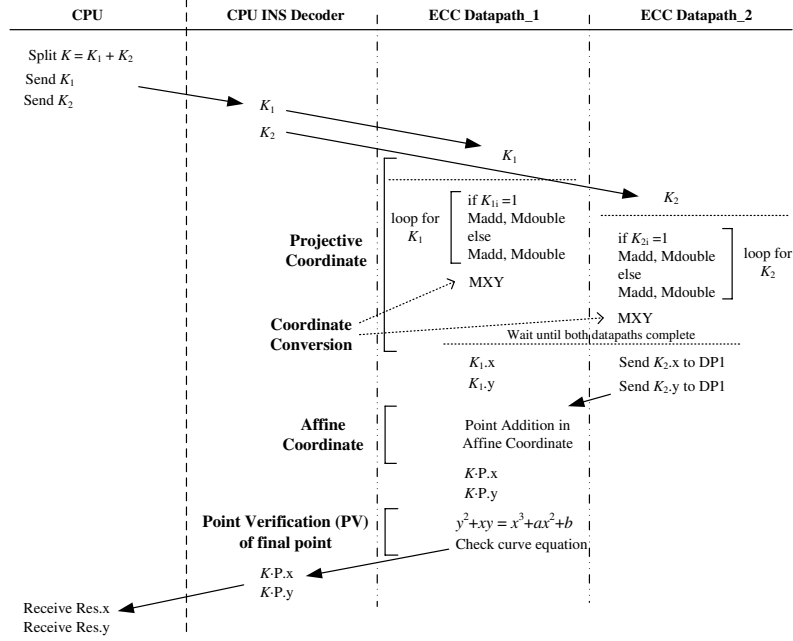 CPU
CPU INS Decoder
ECC Datapath_1
ECC Datapath_2
Split K = K₁ + K₂
Send K₁
Send K₂
K₁
K₂
K₁
K₂
loop for
K₁
if K₁ᵢ =1
Madd, Mdouble
else
Madd, Mdouble
MXY
if K₂ᵢ =1
Madd, Mdouble
else
Madd, Mdouble
loop for
K₂
MXY
Projective
Coordinate
Coordinate
Conversion
Wait until both datapaths complete
K₁.x
K₁.y
Send K₂.x to DP1
Send K₂.y to DP1
Affine
Coordinate
Point Addition in
Affine Coordinate
K·P.x
K·P.y
Point Verification (PV)
of final point
y²+xy = x³+ax²+b
Check curve equation
K·P.x
K·P.y
Receive Res.x
Receive Res.y